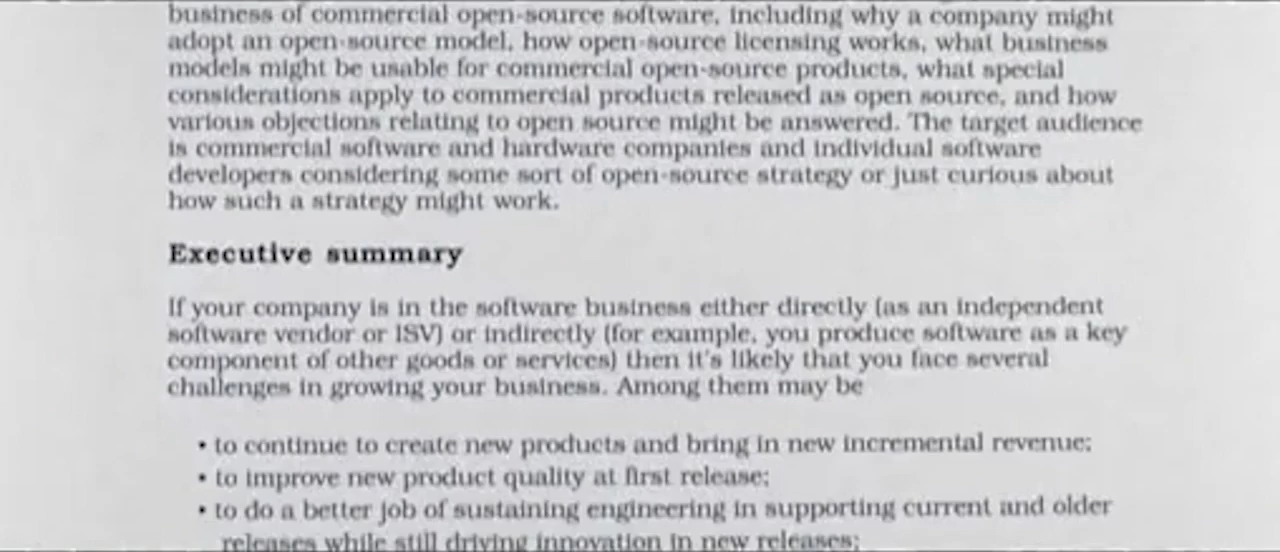 business of commercial open-source software, including why a company might
adopt an open-source model, how open-source licensing works, what business
models might be usable for commercial open-source products, what special
considerations apply to commercial products released as open source, and how
various objections relating to open source might be answered. The target audience
is commercial software and hardware companies and individual software
developers considering some sort of open-source strategy or just curious about
how such a strategy might work.
Executive summary
If your company is in the software business either directly (as an independent
software vendor or ISV) or indirectly (for example, you produce software as a key
component of other goods or services) then it's likely that you face several
challenges in growing your business. Among them may be
• to continue to create new products and bring in new incremental revenue;
• to improve new product quality at first release;
• to do a better job of sustaining engineering in supporting current and older
releases while still driving innovation in new releases;